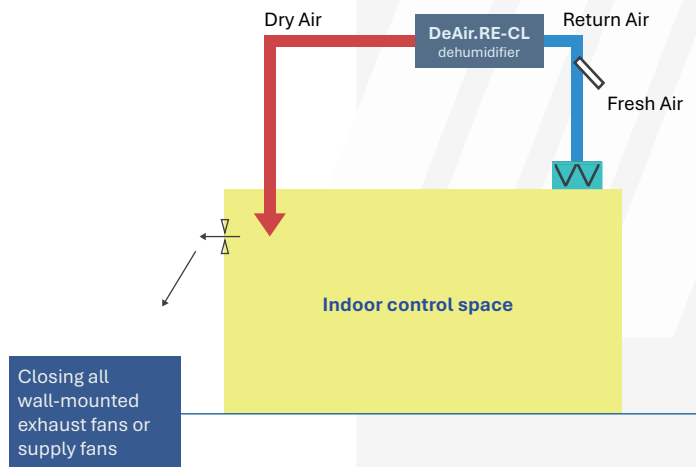 Dry Air
DeAir.RE-CL
dehumidifier
Return Air
Fresh Air
Indoor control space
Closing all
wall-mounted
exhaust fans or
supply fans